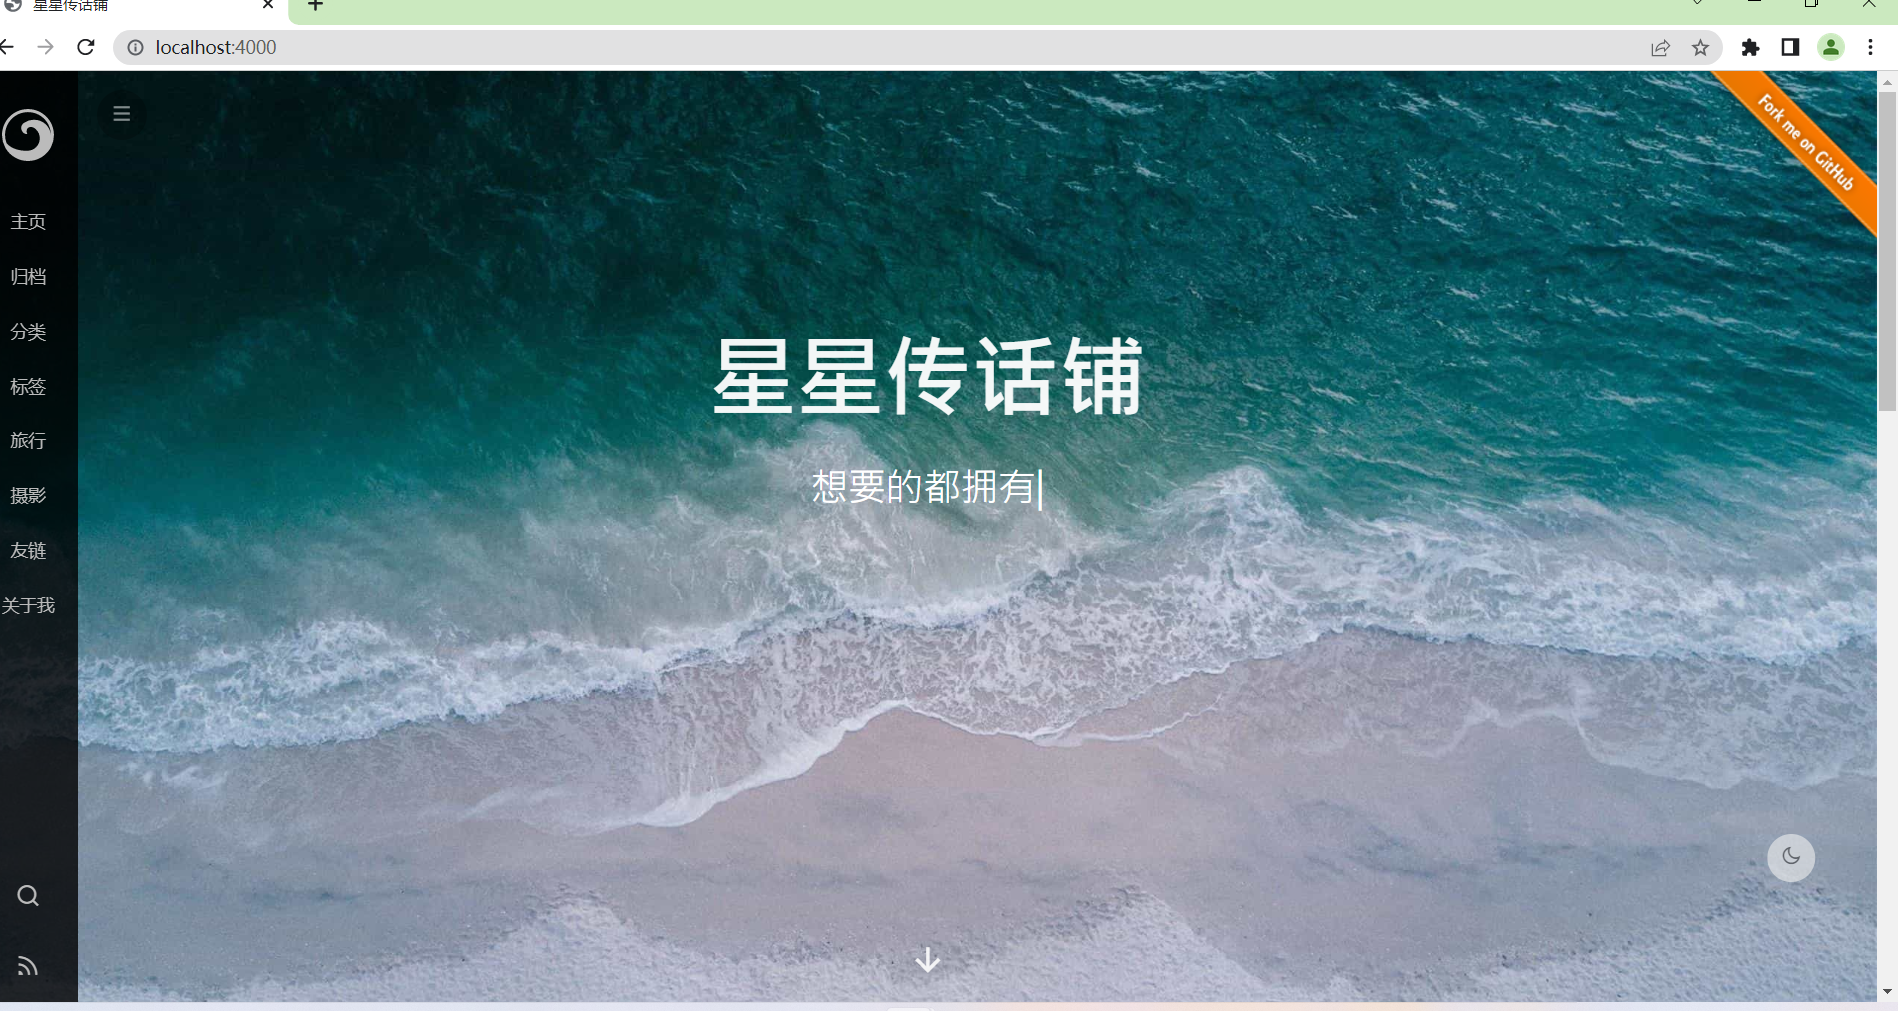 星星传话铺
localhost:4000
Fork me on GitHub
主页
归档
分类
标签
旅行
摄影
友链
关于我
星星传话铺
想要的都拥有